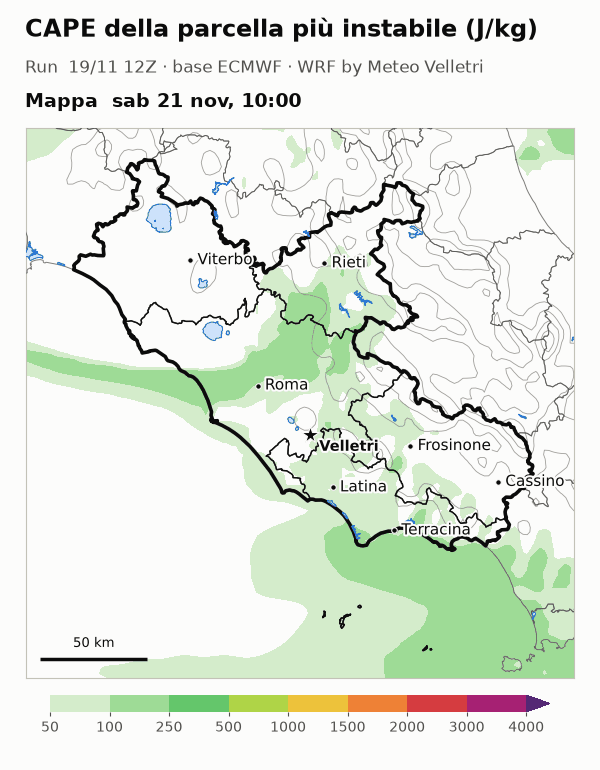 CAPE della parcella più instabile (J/kg)
Run 19/11 12Z · base ECMWF · WRF by Meteo Velletri
Mappa sab 21 nov, 10:00
Viterbo
Rieti
Roma
Velletri
Frosinone
Latina
Cassino
Terracina
50 km
50 100 250 500 1000 1500 2000 3000 4000